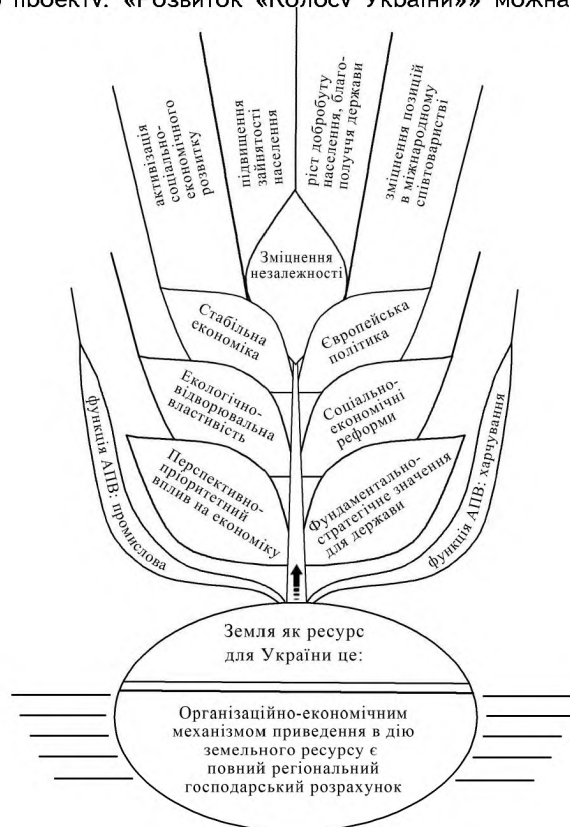 проекту. «Розвиток «Колосу України»» можна
активізація
соціально-
економічного
розвитку
підвищення
зайнятості
населення
ріст добробуту
населення, благо-
получчя держави
зміцнення позицій
в міжнародному
співтоваристві
Зміцнення
незалежності
Стабільна
економіка
Європейська
політика
Екологічно-
відворювальна
властивість
Соціально-
економічні
реформи
Перспективно-
пріоритетний
вплив на економіку
Фундаментально-
стратегічне значення
для держави
функція АПВ: промислова
функція АПВ: харчування
Земля як ресурс
для України це:
Організаційно-економічним
механізмом приведення в дію
земельного ресурсу є
повний регіональний
господарський розрахунок